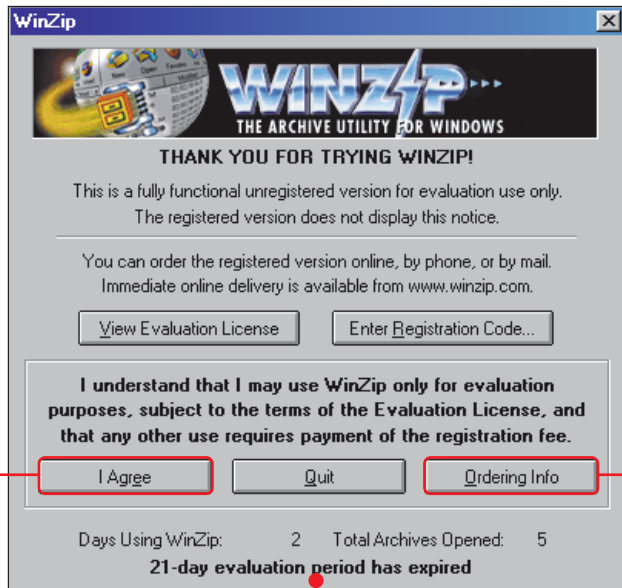 WinZip
WINZIP
THE ARCHIVE UTILITY FOR WINDOWS
THANK YOU FOR TRYING WINZIP!
This is a fully functional unregistered version for evaluation use only.
The registered version does not display this notice.
You can order the registered version online, by phone, or by mail.
Immediate online delivery is available from www.winzip.com.
View Evaluation License
Enter Registration Code...
I understand that I may use WinZip only for evaluation
purposes, subject to the terms of the Evaluation License, and
that any other use requires payment of the registration fee.
I Agree
Quit
Ordering Info
Days Using WinZip: 2 Total Archives Opened: 5
21-day evaluation period has expired